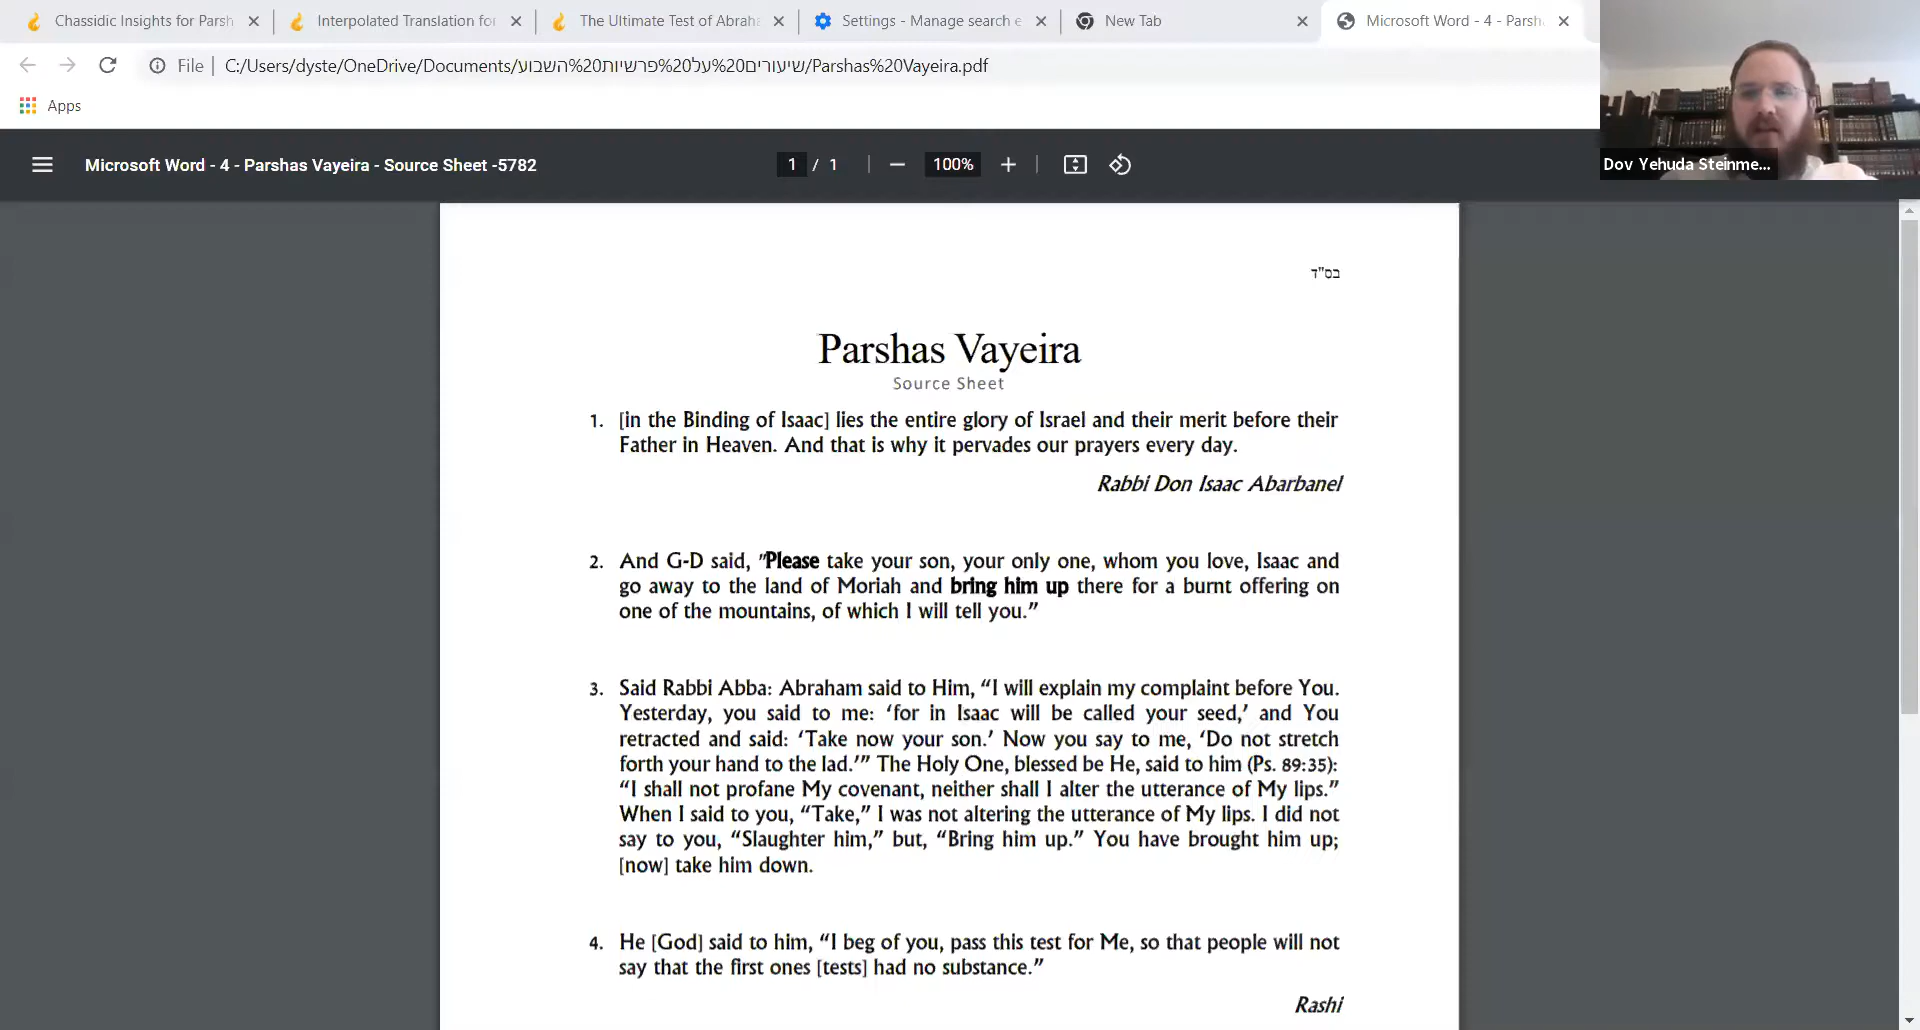 Chassidic Insights for Parsh
Interpolated Translation for
The Ultimate Test of Abraha
Settings - Manage search e
New Tab
Microsoft Word - 4 - Parsh
File
C:/Users/dyste/OneDrive/Documents/שיעורים%20על%20פרשיות%20השבוע/Parshas%20Vayeira.pdf
Apps
Microsoft Word - 4 - Parshas Vayeira - Source Sheet -5782
1 / 1
100%
Dov Yehuda Steinme...
בס"ד
Parshas Vayeira
Source Sheet
1. [in the Binding of Isaac] lies the entire glory of Israel and their merit before their
Father in Heaven. And that is why it pervades our prayers every day.
Rabbi Don Isaac Abarbanel
2. And G-D said, "Please take your son, your only one, whom you love, Isaac and
go away to the land of Moriah and bring him up there for a burnt offering on
one of the mountains, of which I will tell you.”
3. Said Rabbi Abba: Abraham said to Him, “I will explain my complaint before You.
Yesterday, you said to me: ‘for in Isaac will be called your seed,’ and You
retracted and said: ‘Take now your son.’ Now you say to me, ‘Do not stretch
forth your hand to the lad.’” The Holy One, blessed be He, said to him (Ps. 89:35):
“I shall not profane My covenant, neither shall I alter the utterance of My lips.”
When I said to you, “Take,” I was not altering the utterance of My lips. I did not
say to you, “Slaughter him,” but, “Bring him up.” You have brought him up;
[now] take him down.
4. He [God] said to him, “I beg of you, pass this test for Me, so that people will not
say that the first ones [tests] had no substance.”
Rashi